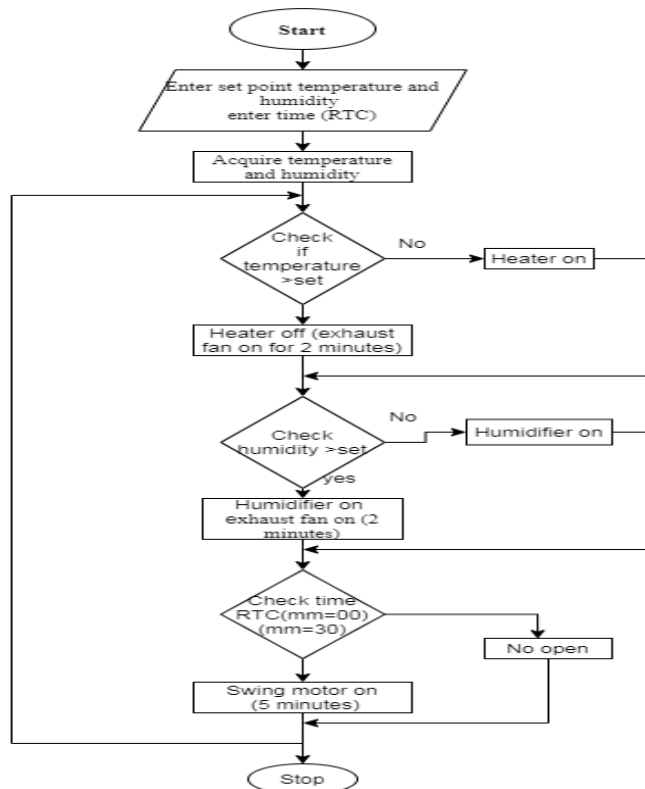 Start
Enter set point temperature and
humidity
enter time (RTC)
Acquire temperature
and humidity
Check
if
temperature
>set
No
Heater on
Heater off (exhaust
fan on for 2 minutes)
Check
humidity >set
No
Humidifier on
yes
Humidifier on
exhaust fan on (2
minutes)
Check time
RTC(mm=00)
(mm=30)
No open
Swing motor on
(5 minutes)
Stop